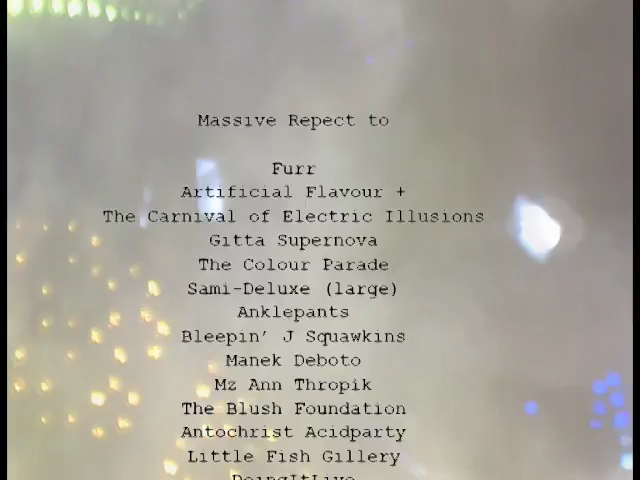 Massive Repect to
Furr
Artificial Flavour +
The Carnival of Electric Illusions
Gitta Supernova
The Colour Parade
Sami-Deluxe (large)
Anklepants
Bleepin' J Squawkins
Manek Deboto
Mz Ann Thropik
The Blush Foundation
Antochrist Acidparty
Little Fish Gillery
DoingItLive